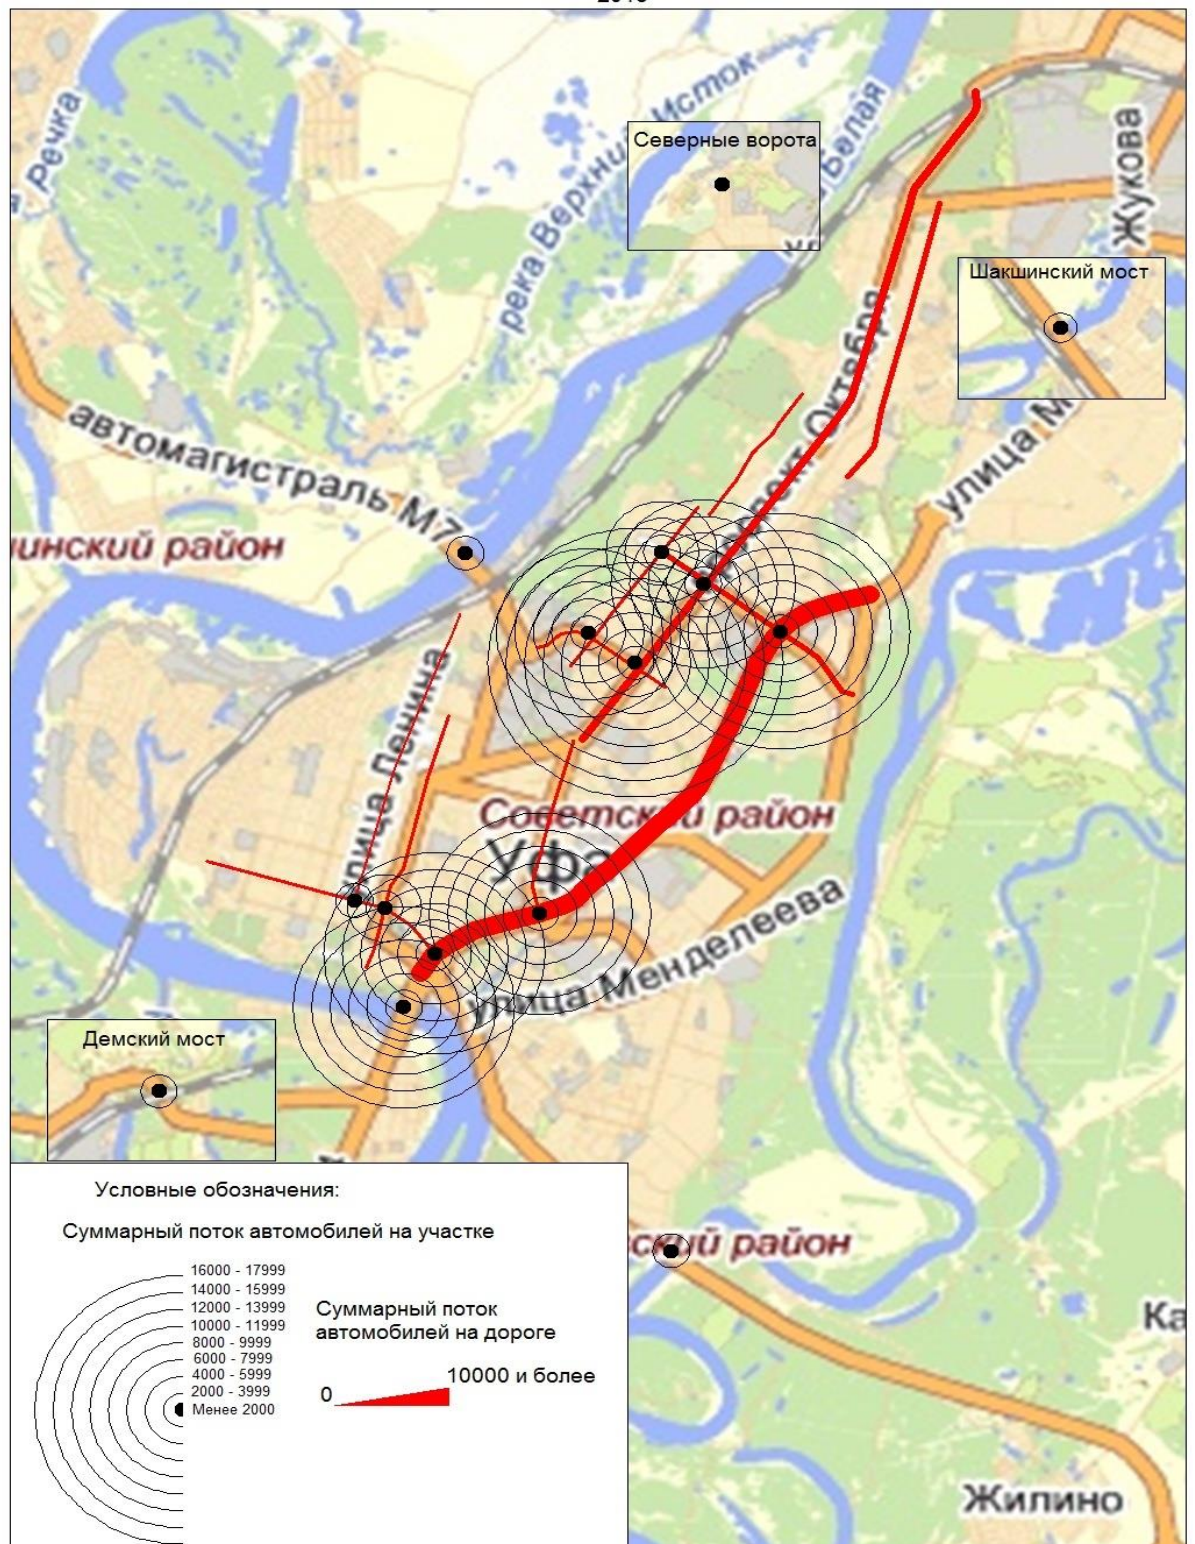 река Верхний Исток
Белая
Речка
Северные ворота
Жукова
Шакшинский мост
автомагистраль М7
проспект Октября
улица М
инский район
улица Ленина
Советский район
Уфа
улица Менделеева
Демский мост
Условные обозначения:
Суммарный поток автомобилей на участке
16000 - 17999
14000 - 15999
12000 - 13999
10000 - 11999
8000 - 9999
6000 - 7999
4000 - 5999
2000 - 3999
Менее 2000
Суммарный поток
автомобилей на дороге
0
10000 и более
ский район
Ка
Жилино